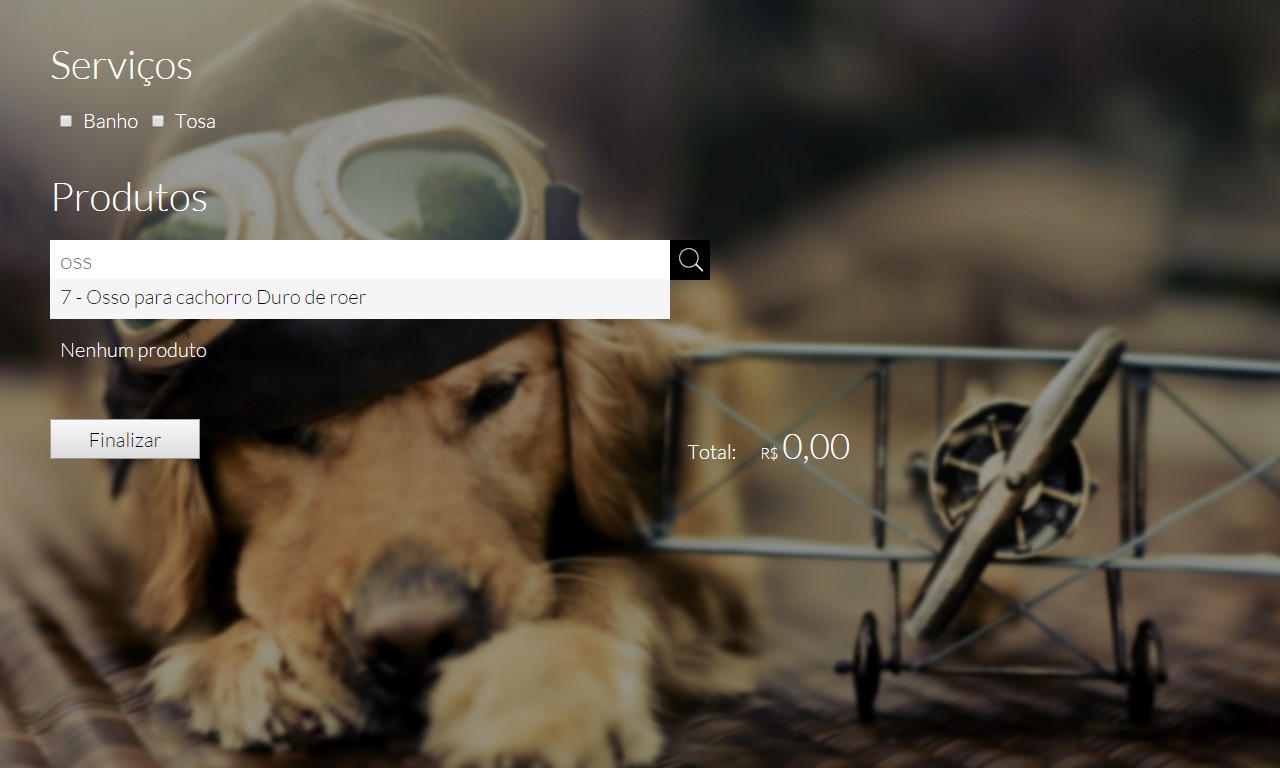 Serviços
Banho Tosa
Produtos
oss
7 - Osso para cachorro Duro de roer
Nenhum produto
Finalizar
Total: R$ 0,00